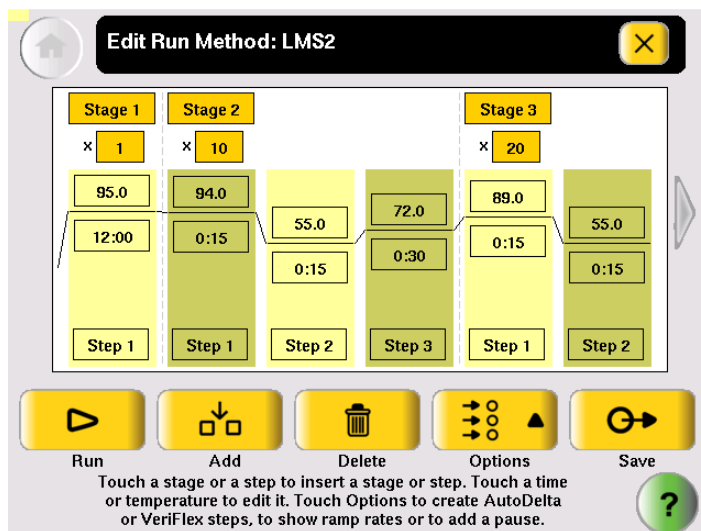 Edit Run Method: LMS2
Stage 1 Stage 2 Stage 3
x 1 x 10 x 20
95.0 94.0 55.0 72.0 89.0 55.0
12:00 0:15 0:15 0:30 0:15 0:15
Step 1 Step 1 Step 2 Step 3 Step 1 Step 2
Run Add Delete Options Save
Touch a stage or a step to insert a stage or step. Touch a time
or temperature to edit it. Touch Options to create AutoDelta
or VeriFlex steps, to show ramp rates or to add a pause.
?